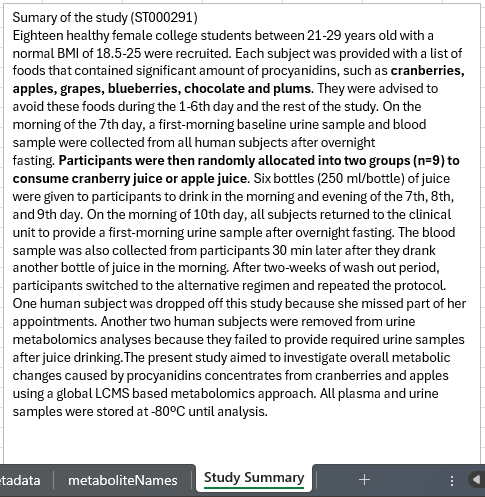 Sumary of the study (ST000291)
Eighteen healthy female college students between 21-29 years old with a
normal BMI of 18.5-25 were recruited. Each subject was provided with a list of
foods that contained significant amount of procyanidins, such as cranberries,
apples, grapes, blueberries, chocolate and plums. They were advised to
avoid these foods during the 1-6th day and the rest of the study. On the
morning of the 7th day, a first-morning baseline urine sample and blood
sample were collected from all human subjects after overnight
fasting. Participants were then randomly allocated into two groups (n=9) to
consume cranberry juice or apple juice. Six bottles (250 ml/bottle) of juice
were given to participants to drink in the morning and evening of the 7th, 8th,
and 9th day. On the morning of 10th day, all subjects returned to the clinical
unit to provide a first-morning urine sample after overnight fasting. The blood
sample was also collected from participants 30 min later after they drank
another bottle of juice in the morning. After two-weeks of wash out period,
participants switched to the alternative regimen and repeated the protocol.
One human subject was dropped off this study because she missed part of her
appointments. Another two human subjects were removed from urine
metabolomics analyses because they failed to provide required urine samples
after juice drinking.The present study aimed to investigate overall metabolic
changes caused by procyanidins concentrates from cranberries and apples
using a global LCMS based metabolomics approach. All plasma and urine
samples were stored at -80ºC until analysis.
etadata metaboliteNames Study Summary +